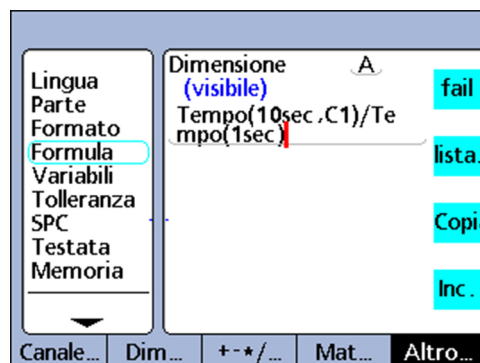 Lingua
Parte
Formato
Formula
Variabili
Tolleranza
SPC
Testata
Memoria
Dimensione A
(visibile)
Tempo(10sec,C1)/Te
mpo(1sec)
fail
lista.
Copia
Inc.
Canale... Dim... +-*/... Mat... Altro...